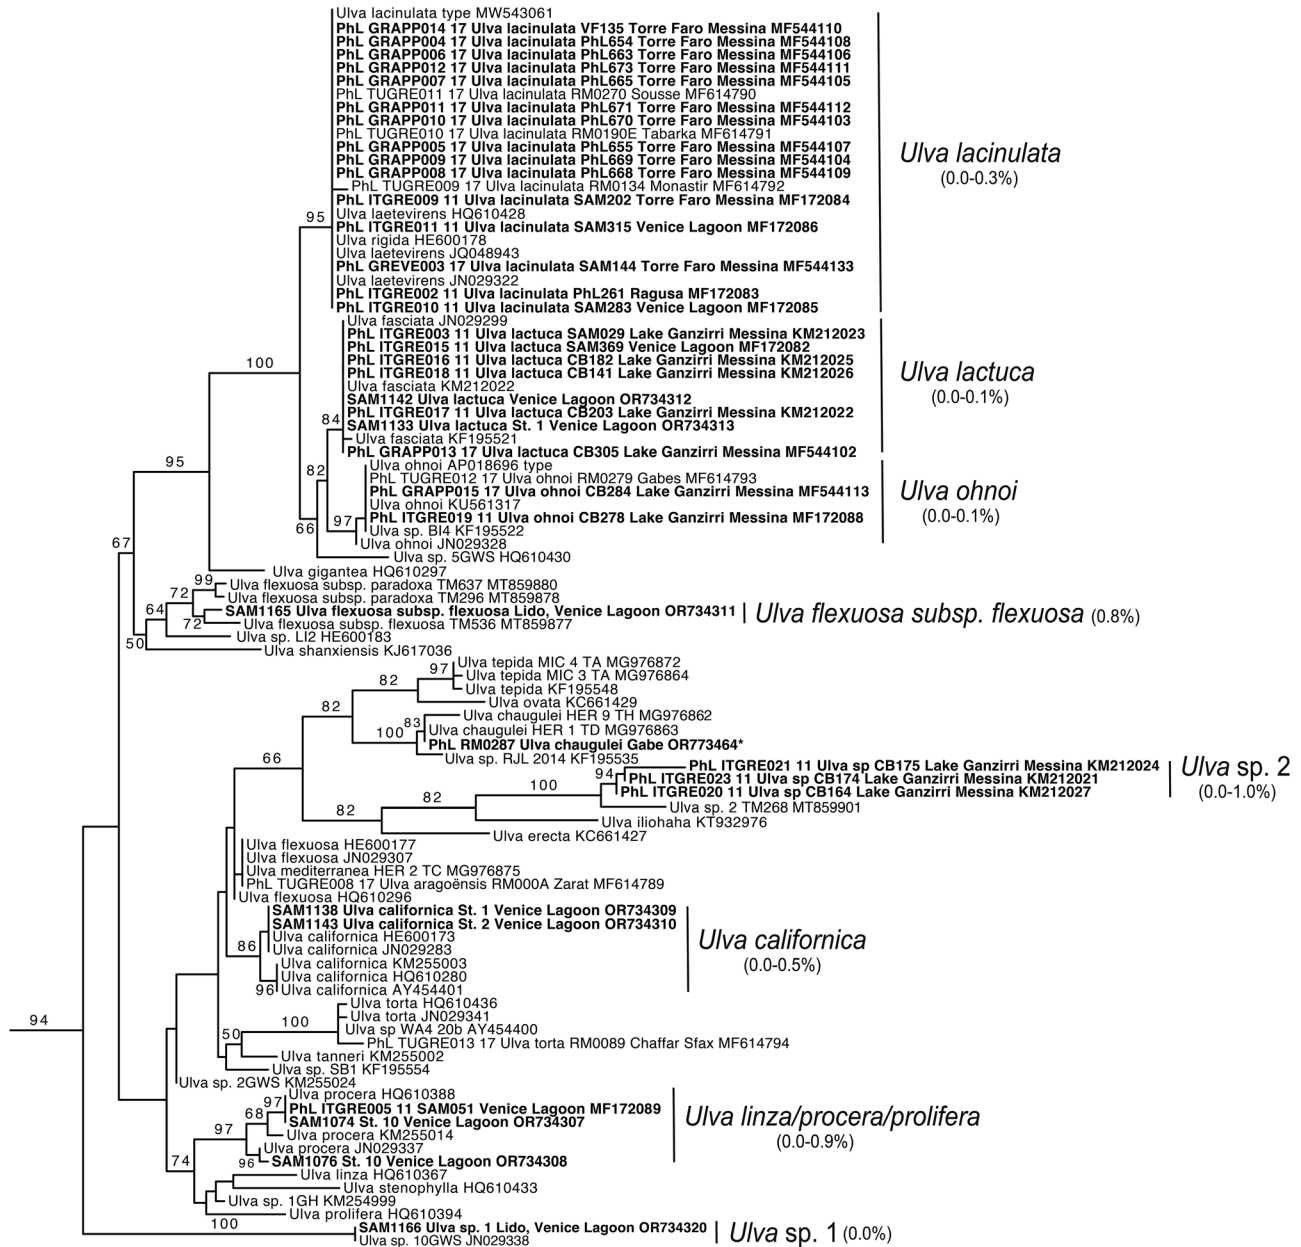 Ulva lacinulata type MW543061
PhL GRAPP014 17 Ulva lacinulata VF135 Torre Faro Messina MF544110
PhL GRAPP004 17 Ulva lacinulata PhL654 Torre Faro Messina MF544108
PhL GRAPP006 17 Ulva lacinulata PhL663 Torre Faro Messina MF544106
PhL GRAPP012 17 Ulva lacinulata PhL673 Torre Faro Messina MF544111
PhL GRAPP007 17 Ulva lacinulata PhL665 Torre Faro Messina MF544105
PhL TUGRE011 17 Ulva lacinulata RM0270 Sousse MF614790
PhL GRAPP011 17 Ulva lacinulata PhL671 Torre Faro Messina MF544112
PhL GRAPP010 17 Ulva lacinulata PhL670 Torre Faro Messina MF544103
PhL TUGRE010 17 Ulva lacinulata RM0190E Tabarka MF614791
PhL GRAPP005 17 Ulva lacinulata PhL655 Torre Faro Messina MF544107
PhL GRAPP009 17 Ulva lacinulata PhL669 Torre Faro Messina MF544104
PhL GRAPP008 17 Ulva lacinulata PhL668 Torre Faro Messina MF544109
PhL TUGRE009 17 Ulva lacinulata RM0134 Monastir MF614792
PhL ITGRE009 11 Ulva lacinulata SAM202 Torre Faro Messina MF172084
Ulva laetevirens HQ610428
PhL ITGRE011 11 Ulva lacinulata SAM315 Venice Lagoon MF172086
Ulva rigida HE600178
Ulva laetevirens JQ048943
PhL GREVE003 17 Ulva lacinulata SAM144 Torre Faro Messina MF544133
Ulva laetevirens JN029322
PhL ITGRE002 11 Ulva lacinulata PhL261 Ragusa MF172083
PhL ITGRE010 11 Ulva lacinulata SAM283 Venice Lagoon MF172085
Ulva lacinulata
(0.0-0.3%)
95
Ulva fasciata JN029299
PhL ITGRE003 11 Ulva lactuca SAM029 Lake Ganzirri Messina KM212023
PhL ITGRE015 11 Ulva lactuca SAM369 Venice Lagoon MF172082
PhL ITGRE016 11 Ulva lactuca CB182 Lake Ganzirri Messina KM212025
PhL ITGRE018 11 Ulva lactuca CB141 Lake Ganzirri Messina KM212026
Ulva fasciata KM212022
SAM1142 Ulva lactuca Venice Lagoon OR734312
PhL ITGRE017 11 Ulva lactuca CB203 Lake Ganzirri Messina KM212022
SAM1133 Ulva lactuca St. 1 Venice Lagoon OR734313
Ulva fasciata KF195521
PhL GRAPP013 17 Ulva lactuca CB305 Lake Ganzirri Messina MF544102
Ulva lactuca
(0.0-0.1%)
100
84
Ulva ohnoi AP018696 type
PhL TUGRE012 17 Ulva ohnoi RM0279 Gabes MF614793
PhL GRAPP015 17 Ulva ohnoi CB284 Lake Ganzirri Messina MF544113
Ulva ohnoi KU561317
PhL ITGRE019 11 Ulva ohnoi CB278 Lake Ganzirri Messina MF172088
Ulva sp. BI4 KF195522
Ulva ohnoi JN029328
Ulva ohnoi
(0.0-0.1%)
95
82
97
66
Ulva sp. 5GWS HQ610430
Ulva gigantea HQ610297
67
99
Ulva flexuosa subsp. paradoxa TM637 MT859880
72
Ulva flexuosa subsp. paradoxa TM296 MT859878
64
SAM1165 Ulva flexuosa subsp. flexuosa Lido, Venice Lagoon OR734311
Ulva flexuosa subsp. flexuosa (0.8%)
72
Ulva flexuosa subsp. flexuosa TM536 MT859877
Ulva sp. LI2 HE600183
50
Ulva shanxiensis KJ617036
Ulva tepida MIC 4 TA MG976872
97
Ulva tepida MIC 3 TA MG976864
82
Ulva tepida KF195548
Ulva ovata KC661429
82
Ulva chaugulei HER 9 TH MG976862
83
Ulva chaugulei HER 1 TD MG976863
100
PhL RM0287 Ulva chaugulei Gabe OR773464*
Ulva sp. RJL 2014 KF195535
66
PhL ITGRE021 11 Ulva sp CB175 Lake Ganzirri Messina KM212024
94
PhL ITGRE023 11 Ulva sp CB174 Lake Ganzirri Messina KM212021
100
PhL ITGRE020 11 Ulva sp CB164 Lake Ganzirri Messina KM212027
Ulva sp. 2
(0.0-1.0%)
82
Ulva sp. 2 TM268 MT859901
82
Ulva iliohaha KT932976
Ulva erecta KC661427
Ulva flexuosa HE600177
Ulva flexuosa JN029307
Ulva mediterranea HER 2 TC MG976875
PhL TUGRE008 17 Ulva aragoënsis RM000A Zarat MF614789
Ulva flexuosa HQ610296
SAM1138 Ulva californica St. 1 Venice Lagoon OR734309
SAM1143 Ulva californica St. 2 Venice Lagoon OR734310
Ulva californica HE600173
86
Ulva californica JN029283
Ulva californica KM255003
Ulva californica HQ610280
96
Ulva californica AY454401
Ulva californica
(0.0-0.5%)
Ulva torta HQ610436
Ulva torta JN029341
100
Ulva sp WA4 20b AY454400
50
PhL TUGRE013 17 Ulva torta RM0089 Chaffar Sfax MF614794
Ulva tanneri KM255002
Ulva sp. SB1 KF195554
94
Ulva sp. 2GWS KM255024
Ulva procera HQ610388
97
PhL ITGRE005 11 SAM051 Venice Lagoon MF172089
68
SAM1074 St. 10 Venice Lagoon OR734307
97
Ulva procera KM255014
Ulva procera JN029337
96
SAM1076 St. 10 Venice Lagoon OR734308
Ulva linza/procera/prolifera
(0.0-0.9%)
74
Ulva linza HQ610367
Ulva stenophylla HQ610433
Ulva sp. 1GH KM254999
Ulva prolifera HQ610394
100
SAM1166 Ulva sp. 1 Lido, Venice Lagoon OR734320
Ulva sp. 10GWS JN029338
Ulva sp. 1 (0.0%)